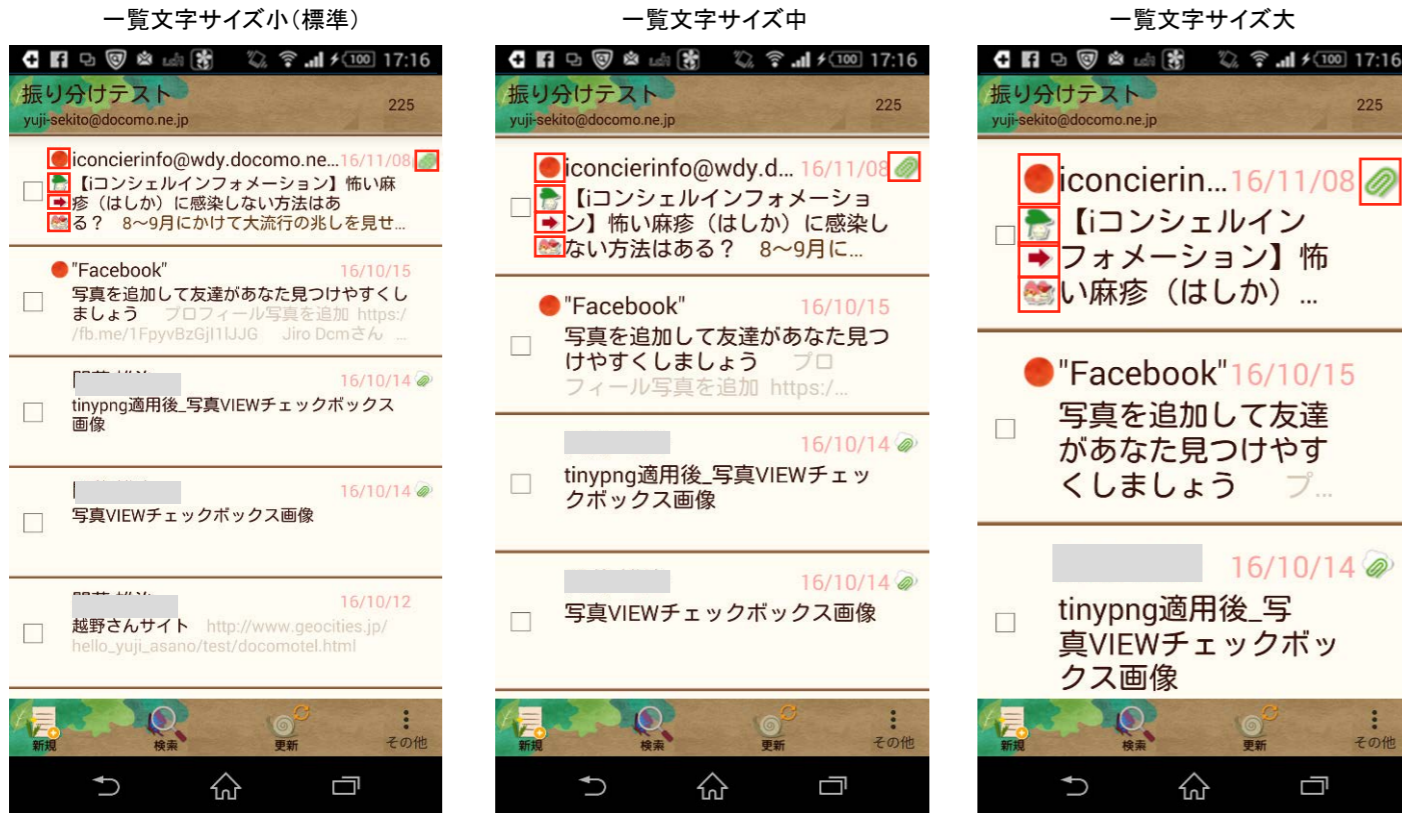 一覧文字サイズ小（標準）
100 17:16
振り分けテスト
225
yuji-sekito@docomo.ne.jp
iconcierinfo@wdy.docomo.ne...16/11/08
【iコンシェルインフォメーション】怖い麻
疹（はしか）に感染しない方法はあ
る？ 8～9月にかけて大流行の兆しを見せ...
"Facebook" 16/10/15
写真を追加して友達があなた見つけやすくし
ましょう プロフィール写真を追加 https:/
/fb.me/1FpyvBzGjI1lJJG Jiro Dcmさん ...
16/10/14
tinypng適用後_写真VIEWチェックボックス
画像
16/10/14
写真VIEWチェックボックス画像
16/10/12
越野さんサイト http://www.geocities.jp/
hello_yuji_asano/test/docomotel.html
新規 検索 更新 その他
一覧文字サイズ中
100 17:16
振り分けテスト
225
yuji-sekito@docomo.ne.jp
iconcierinfo@wdy.d... 16/11/08
【iコンシェルインフォメーショ
ン】怖い麻疹（はしか）に感染し
ない方法はある？ 8～9月に...
"Facebook" 16/10/15
写真を追加して友達があなた見つ
けやすくしましょう プロ
フィール写真を追加 https:/...
16/10/14
tinypng適用後_写真VIEWチェッ
クボックス画像
16/10/14
写真VIEWチェックボックス画像
新規 検索 更新 その他
一覧文字サイズ大
100 17:16
振り分けテスト
225
yuji-sekito@docomo.ne.jp
iconcierin...16/11/08
【iコンシェルイン
フォメーション】怖
い麻疹（はしか）...
"Facebook"16/10/15
写真を追加して友達
があなた見つけやす
くしましょう プ...
16/10/14
tinypng適用後_写
真VIEWチェックボッ
クス画像
新規 検索 更新 その他